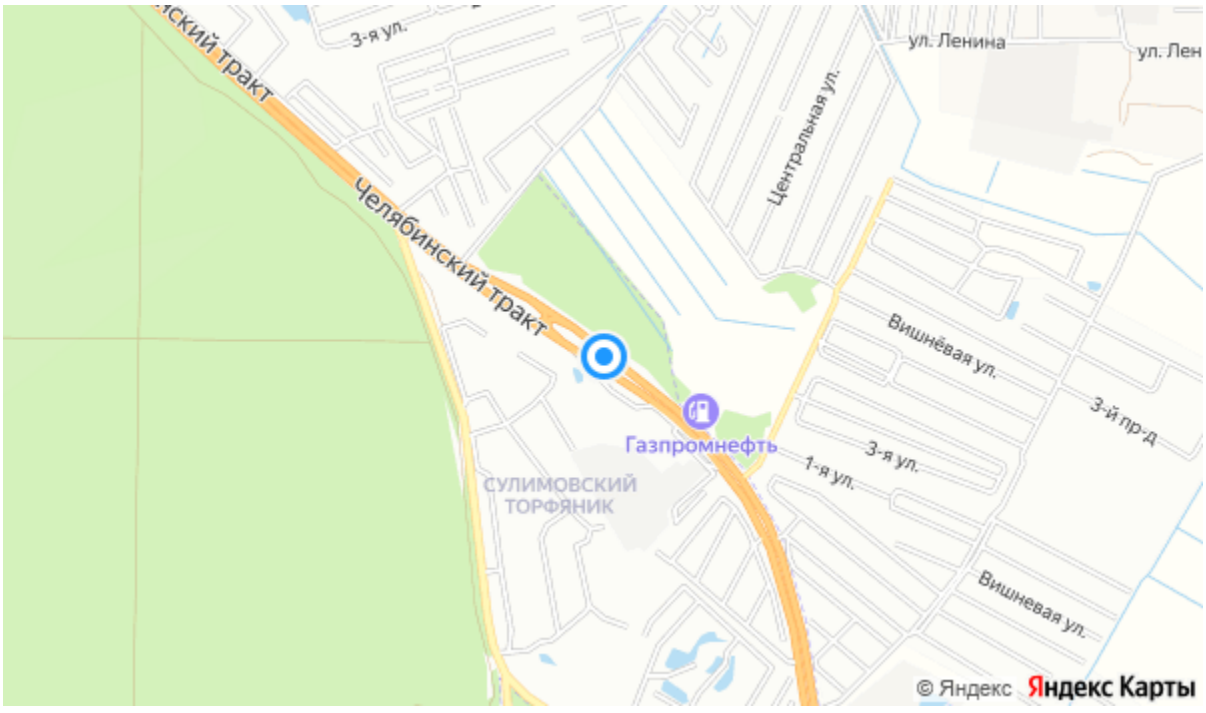 3-я ул.
ул. Ленина
ул. Лен
нский тракт
Центральная ул.
Челябинский тракт
Вишнёвая ул.
3-й пр-д
Газпромнефть
3-я ул.
1-я ул.
СУЛИМОВСКИЙ
ТОРФЯНИК
Вишневая ул.
© Яндекс Яндекс Карты